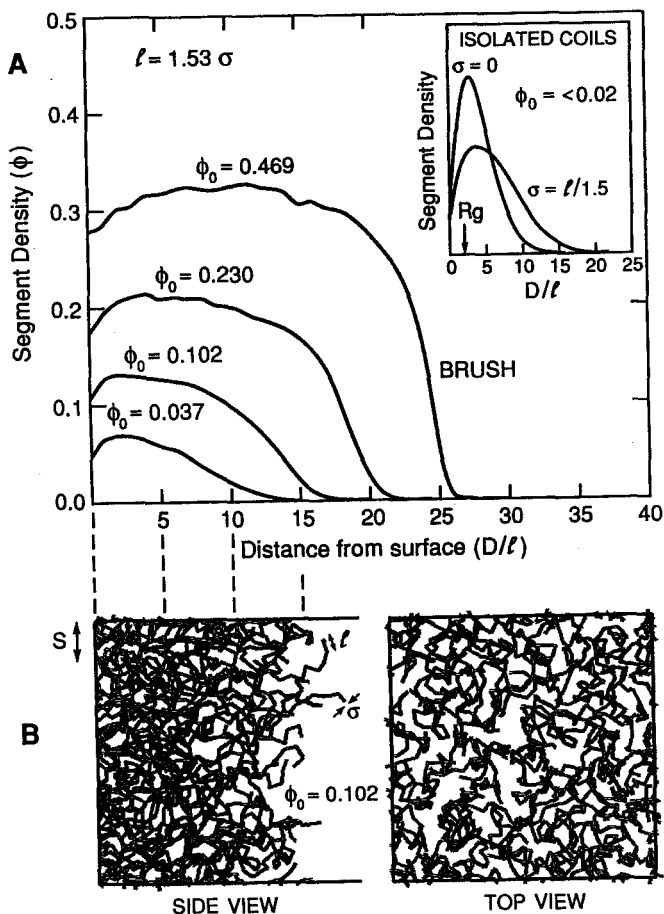 A
0.5
0.4
0.3
0.2
0.1
0.0
Segment Density (ϕ)
ℓ = 1.53 σ
ϕ₀ = 0.469
ϕ₀ = 0.230
ϕ₀ = 0.102
ϕ₀ = 0.037
BRUSH
ISOLATED COILS
σ = 0
ϕ₀ = <0.02
σ = ℓ/1.5
Rg
Segment Density
0 5 10 15 20 25
D/ℓ
5 10 15 20 25 30 35 40
Distance from surface (D/ℓ)
B
S
ℓ
σ
ϕ₀ = 0.102
SIDE VIEW
TOP VIEW